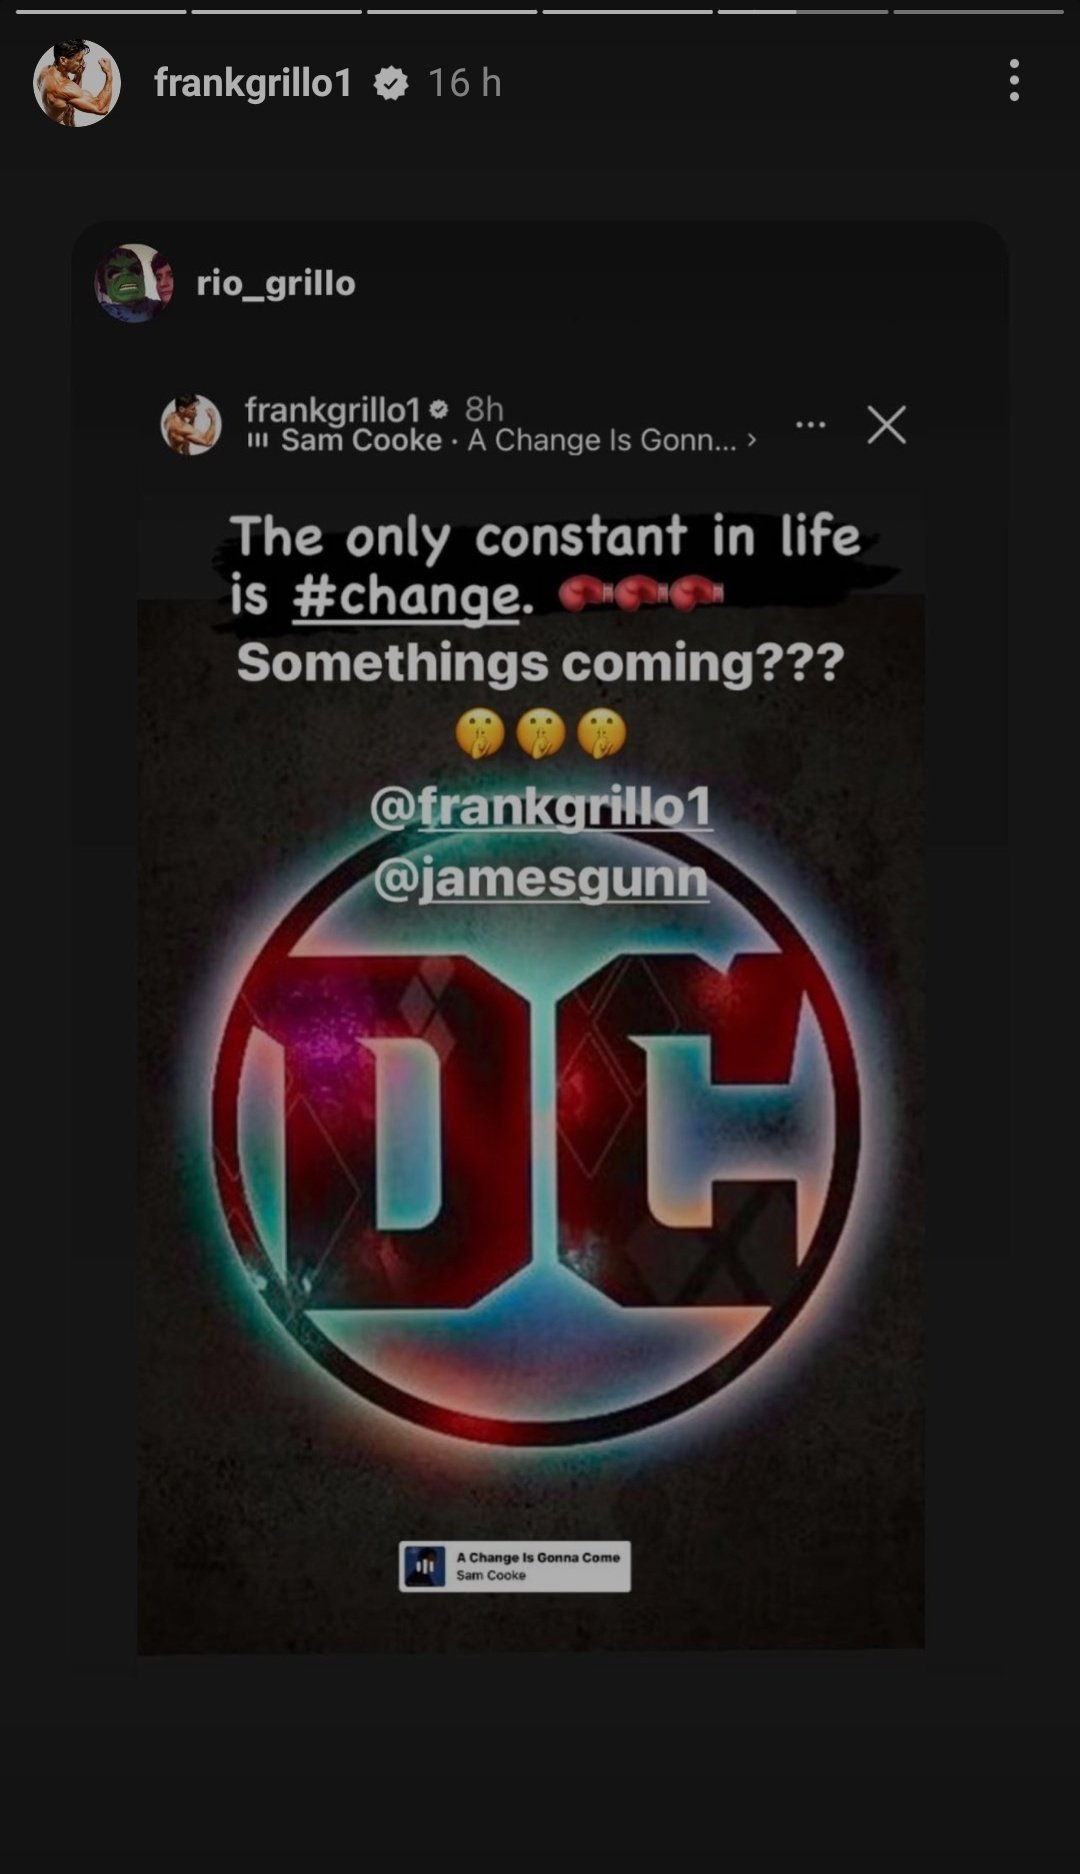 frankgrillo1 16 h
rio_grillo
frankgrillo1 8h
Sam Cooke · A Change Is Gonn... >
The only constant in life
is #change. 🥊🥊🥊
Somethings coming???
🤫🤫🤫
@frankgrillo1
@jamesgunn
DC
A Change Is Gonna Come
Sam Cooke